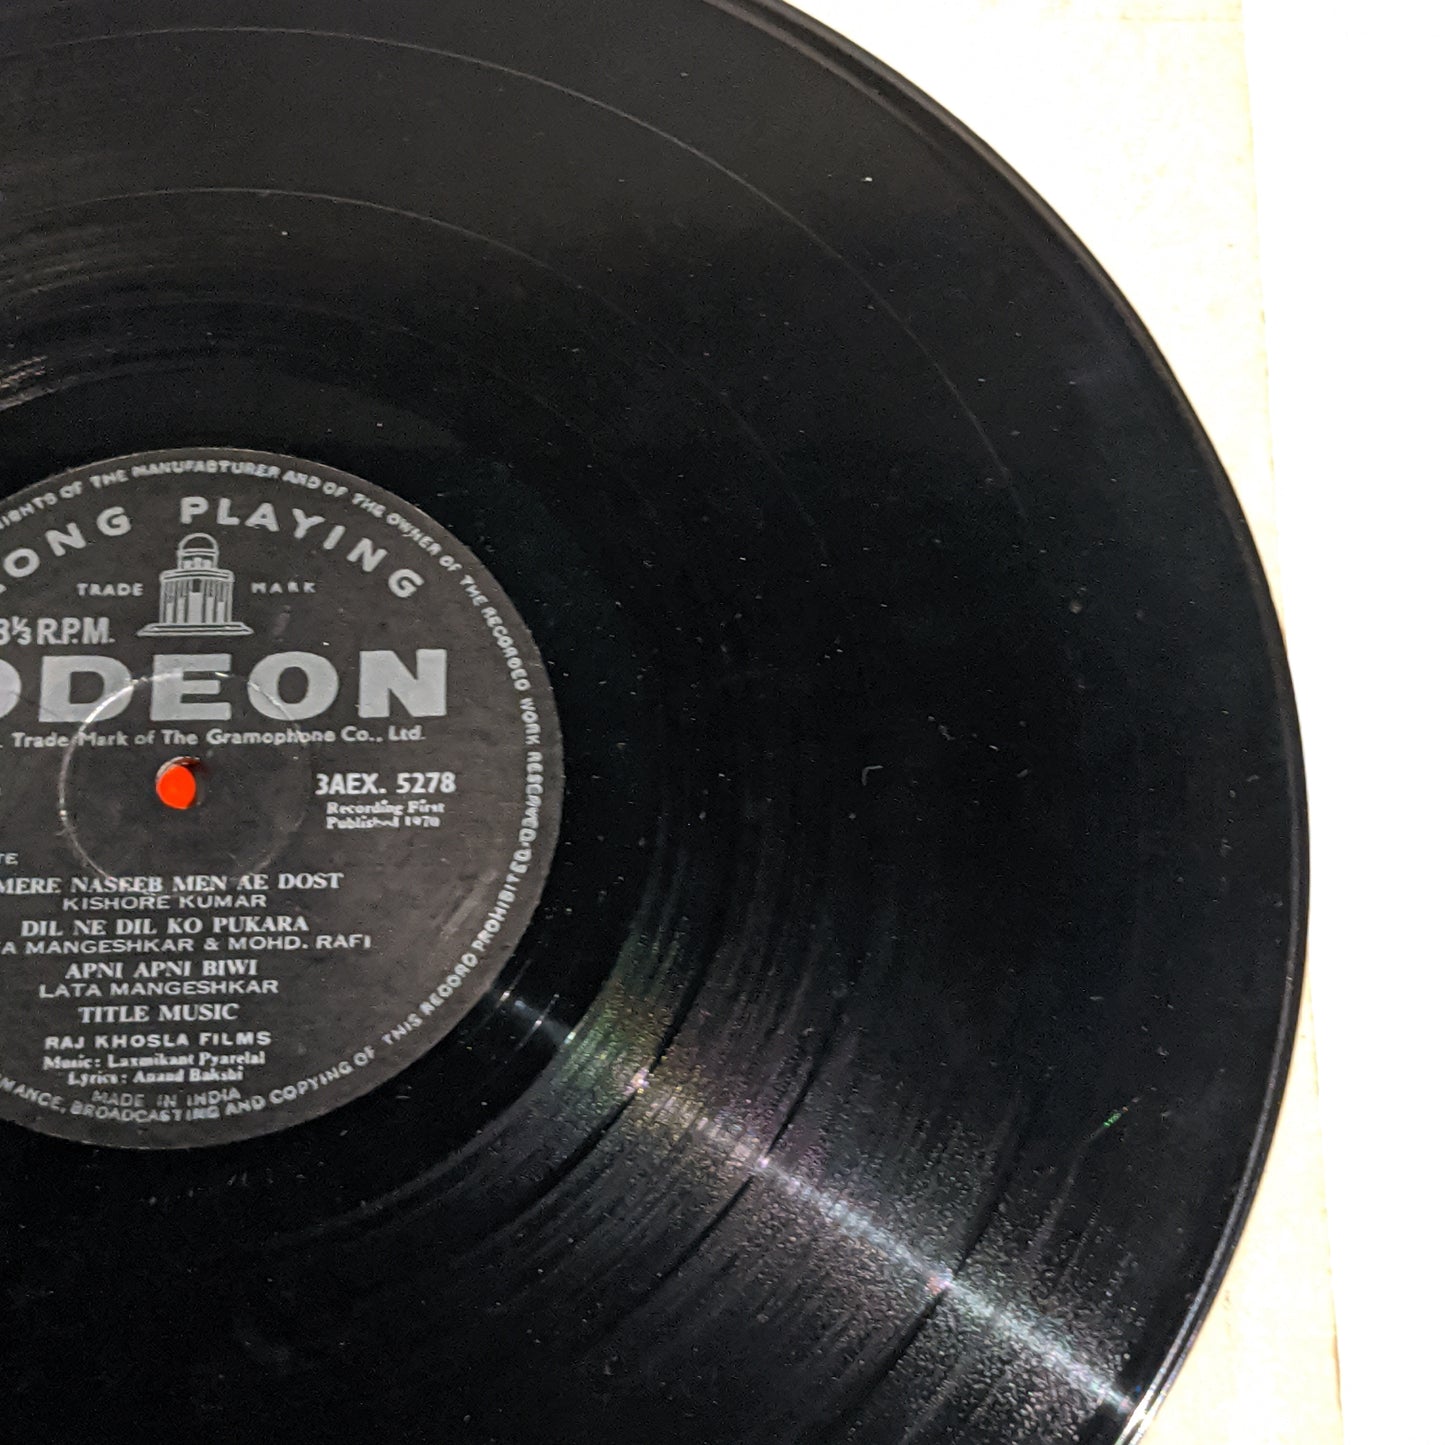 OF THE MANUFACTURER AND OF THE OWNER OF THE RECORDED WORK RESERVED
LONG PLAYING
TRADE MARK
R.P.M.
ODEON
Trade Mark of The Gramophone Co., Ltd.
3AEX. 5278
Recording First
Published 1970
MERE NASEEB MEN AE DOST
KISHORE KUMAR
DIL NE DIL KO PUKARA
MANGESHKAR & MOHD. RAFI
APNI APNI BIWI
LATA MANGESHKAR
TITLE MUSIC
RAJ KHOSLA FILMS
Music: Laxmikant Pyarelal
Lyrics: Anand Bakshi
MADE IN INDIA
BROADCASTING AND COPYING OF THIS RECORD PROHIBITED